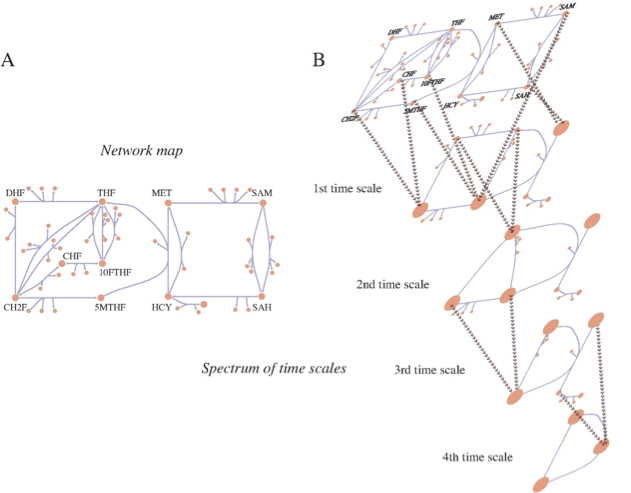 A
B
Network map
DHF
THF
MET
SAM
CHF
10FTHF
CH2F
5MTHF
HCY
SAH
Spectrum of time scales
DHF
THF
MET
SAM
CHF
10FTHF
CH2F
5MTHF
HCY
SAH
1st time scale
2nd time scale
3rd time scale
4th time scale